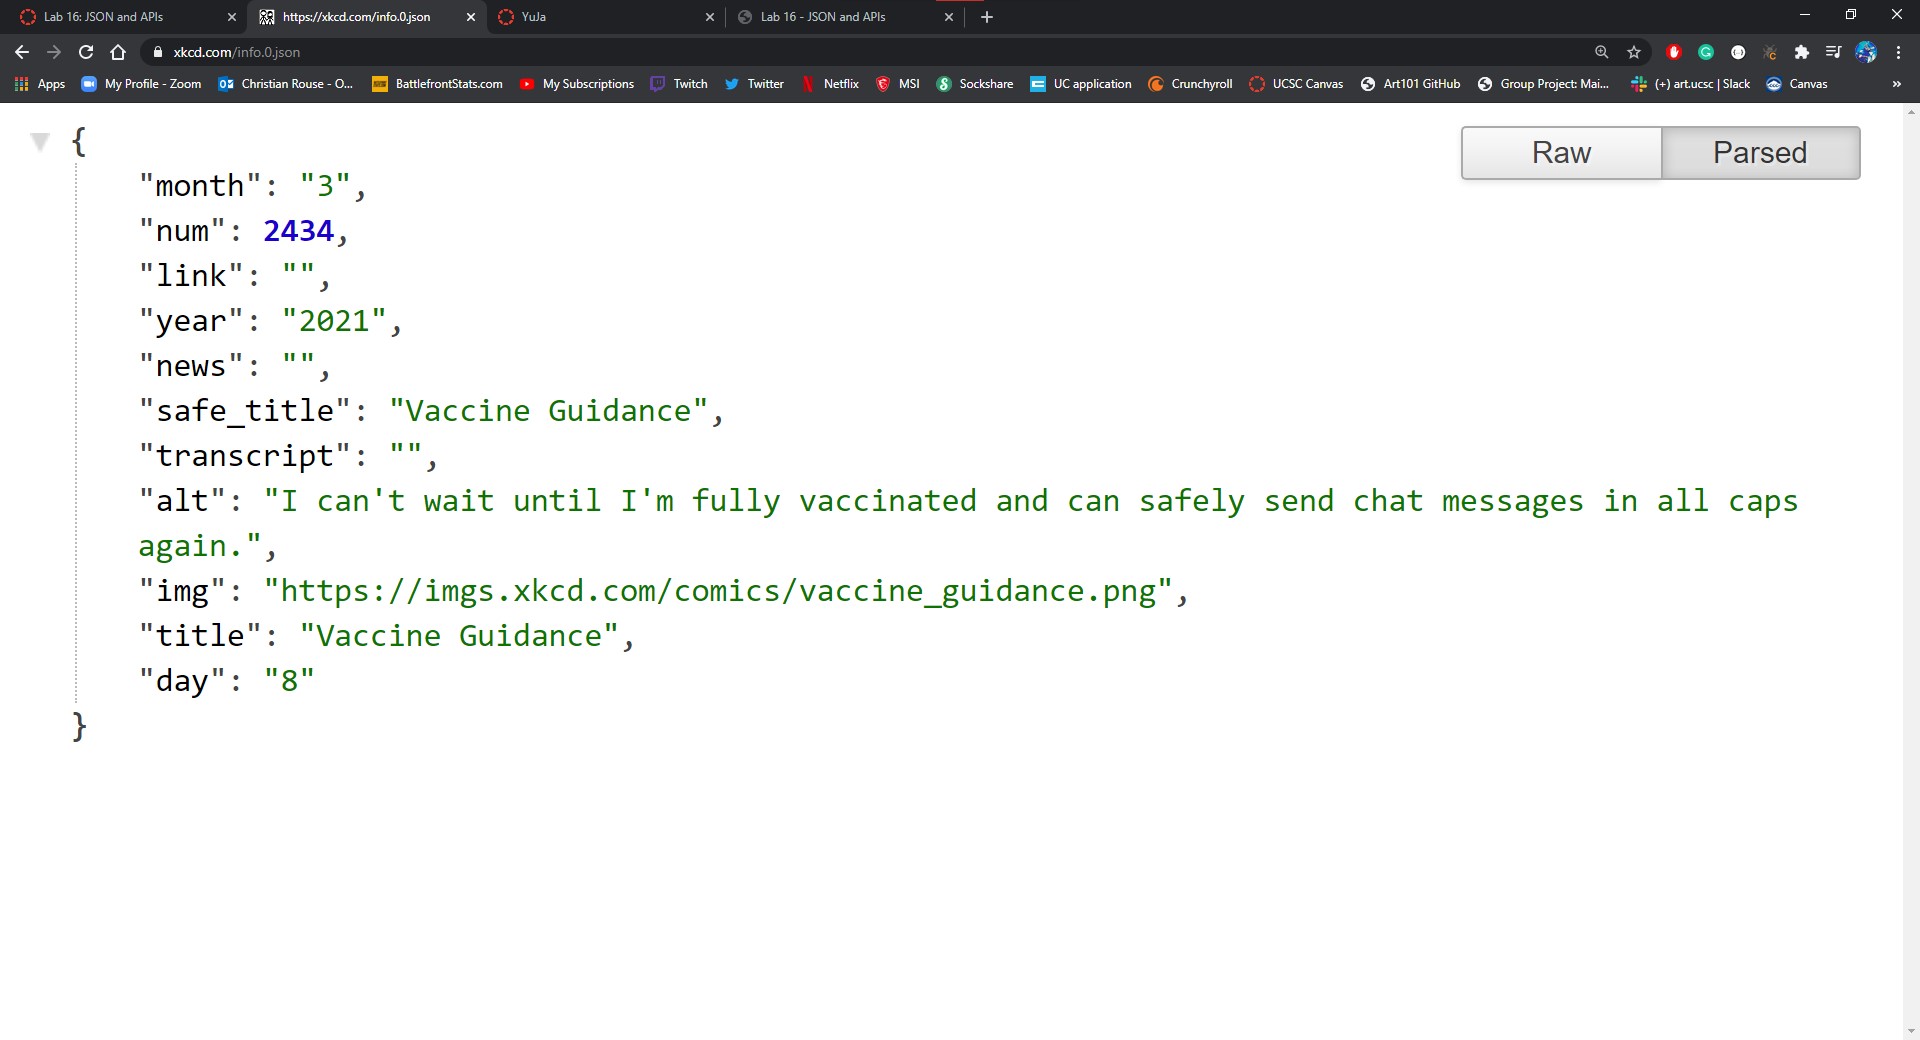 Lab 16: JSON and APIs
https://xkcd.com/info.0.json
YuJa
Lab 16 - JSON and APIs
xkcd.com/info.0.json
Apps
My Profile - Zoom
Christian Rouse - O...
BattlefrontStats.com
My Subscriptions
Twitch
Twitter
Netflix
MSI
Sockshare
UC application
Crunchyroll
UCSC Canvas
Art101 GitHub
Group Project: Mai...
(+) art.ucsc | Slack
Canvas
»
Raw
Parsed
{
"month": "3",
"num": 2434,
"link": "",
"year": "2021",
"news": "",
"safe_title": "Vaccine Guidance",
"transcript": "",
"alt": "I can't wait until I'm fully vaccinated and can safely send chat messages in all caps
again.",
"img": "https://imgs.xkcd.com/comics/vaccine_guidance.png",
"title": "Vaccine Guidance",
"day": "8"
}